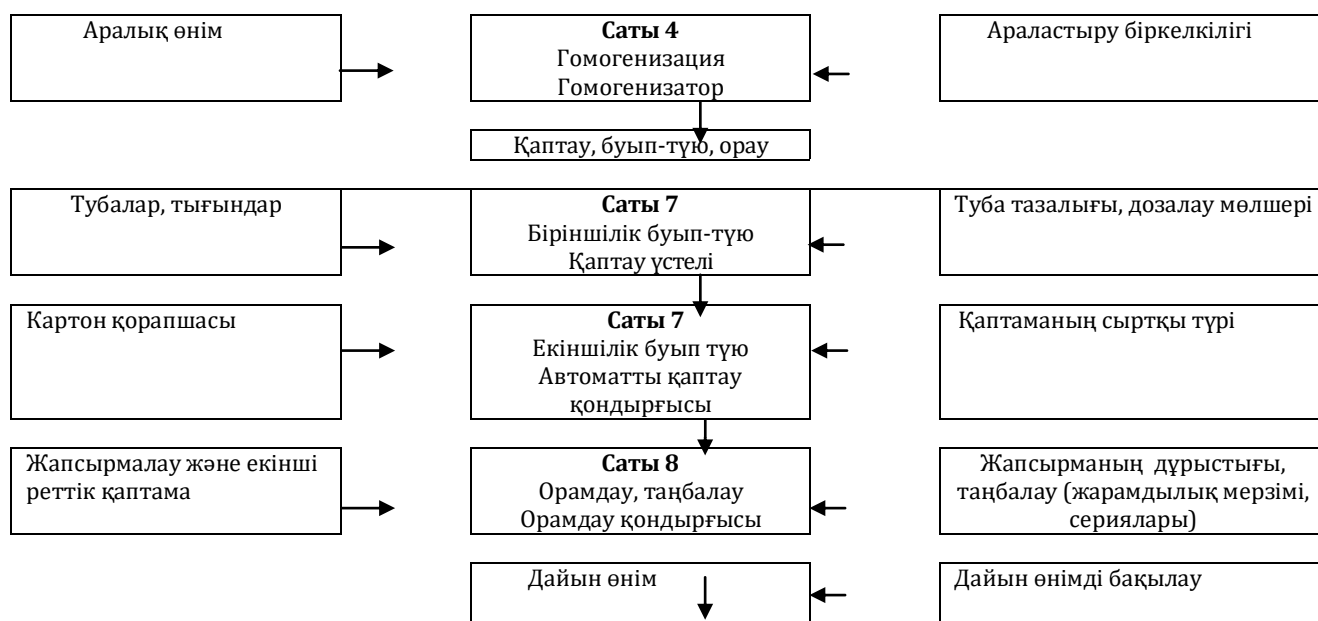 Аралық өнім
Саты 4
Гомогенизация
Гомогенизатор
Араластыру біркелкілігі
Қаптау, буып-түю, орау
Тубалар, тығындар
Саты 7
Біріншілік буып-түю
Қаптау үстелі
Туба тазалығы, дозалау мөлшері
Картон қорапшасы
Саты 7
Екіншілік буып түю
Автоматты қаптау
қондырғысы
Қаптаманың сыртқы түрі
Жапсырмалау және екінші
реттік қаптама
Саты 8
Орамдау, таңбалау
Орамдау қондырғысы
Жапсырманың дұрыстығы,
таңбалау (жарамдылық мерзімі,
сериялары)
Дайын өнім
Дайын өнімді бақылау